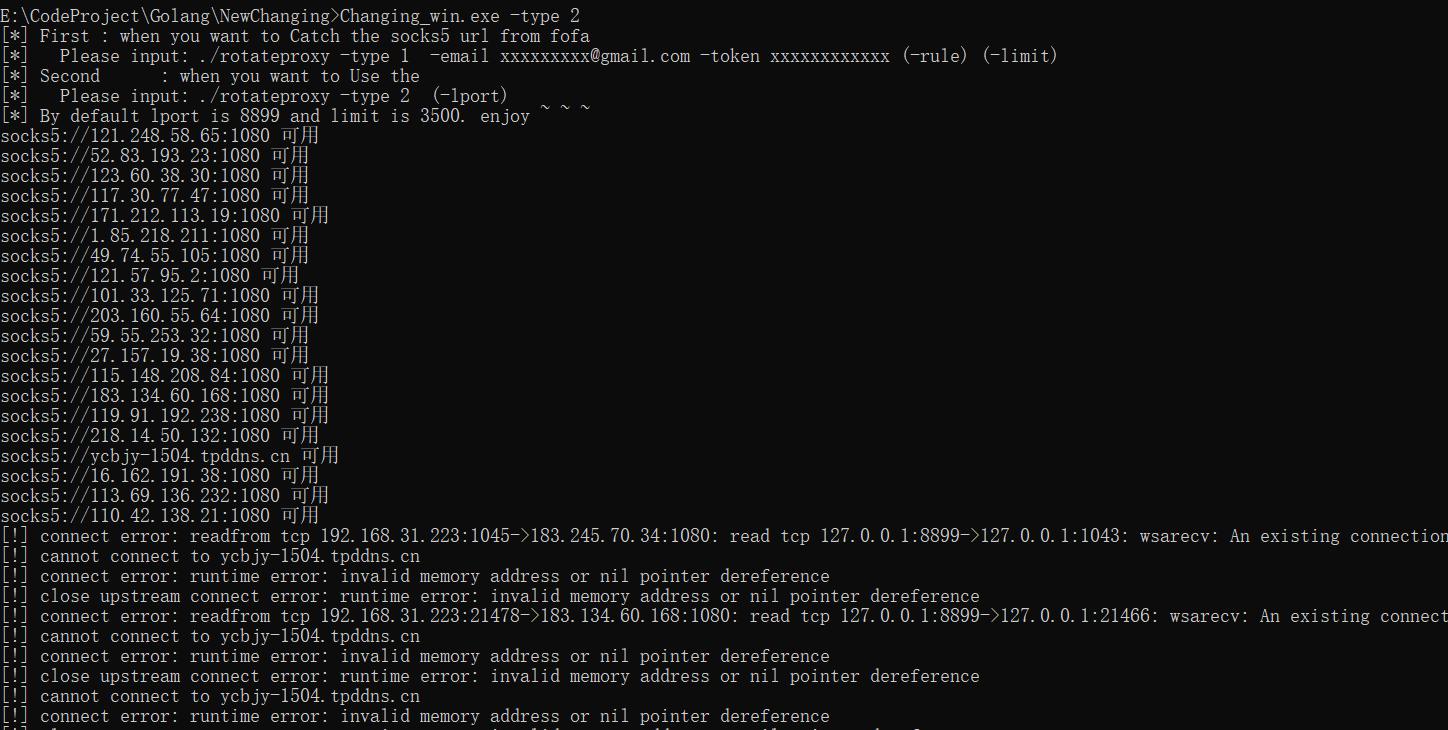 E:\CodeProject\Golang\NewChanging>Changing_win.exe -type 2
[*] First : when you want to Catch the socks5 url from fofa
[*]   Please input: ./rotateproxy -type 1  -email xxxxxxxxx@gmail.com -token xxxxxxxxxxxx (-rule) (-limit)
[*] Second      : when you want to Use the
[*]   Please input: ./rotateproxy -type 2  (-lport)
[*] By default lport is 8899 and limit is 3500. enjoy ~ ~ ~
socks5://121.248.58.65:1080 可用
socks5://52.83.193.23:1080 可用
socks5://123.60.38.30:1080 可用
socks5://117.30.77.47:1080 可用
socks5://171.212.113.19:1080 可用
socks5://1.85.218.211:1080 可用
socks5://49.74.55.105:1080 可用
socks5://121.57.95.2:1080 可用
socks5://101.33.125.71:1080 可用
socks5://203.160.55.64:1080 可用
socks5://59.55.253.32:1080 可用
socks5://27.157.19.38:1080 可用
socks5://115.148.208.84:1080 可用
socks5://183.134.60.168:1080 可用
socks5://119.91.192.238:1080 可用
socks5://218.14.50.132:1080 可用
socks5://ycbjy-1504.tpddns.cn 可用
socks5://16.162.191.38:1080 可用
socks5://113.69.136.232:1080 可用
socks5://110.42.138.21:1080 可用
[!] connect error: readfrom tcp 192.168.31.223:1045->183.245.70.34:1080: read tcp 127.0.0.1:8899->127.0.0.1:1043: wsarecv: An existing connection
[!] cannot connect to ycbjy-1504.tpddns.cn
[!] connect error: runtime error: invalid memory address or nil pointer dereference
[!] close upstream connect error: runtime error: invalid memory address or nil pointer dereference
[!] connect error: readfrom tcp 192.168.31.223:21478->183.134.60.168:1080: read tcp 127.0.0.1:8899->127.0.0.1:21466: wsarecv: An existing connect
[!] cannot connect to ycbjy-1504.tpddns.cn
[!] connect error: runtime error: invalid memory address or nil pointer dereference
[!] close upstream connect error: runtime error: invalid memory address or nil pointer dereference
[!] cannot connect to ycbjy-1504.tpddns.cn
[!] connect error: runtime error: invalid memory address or nil pointer dereference